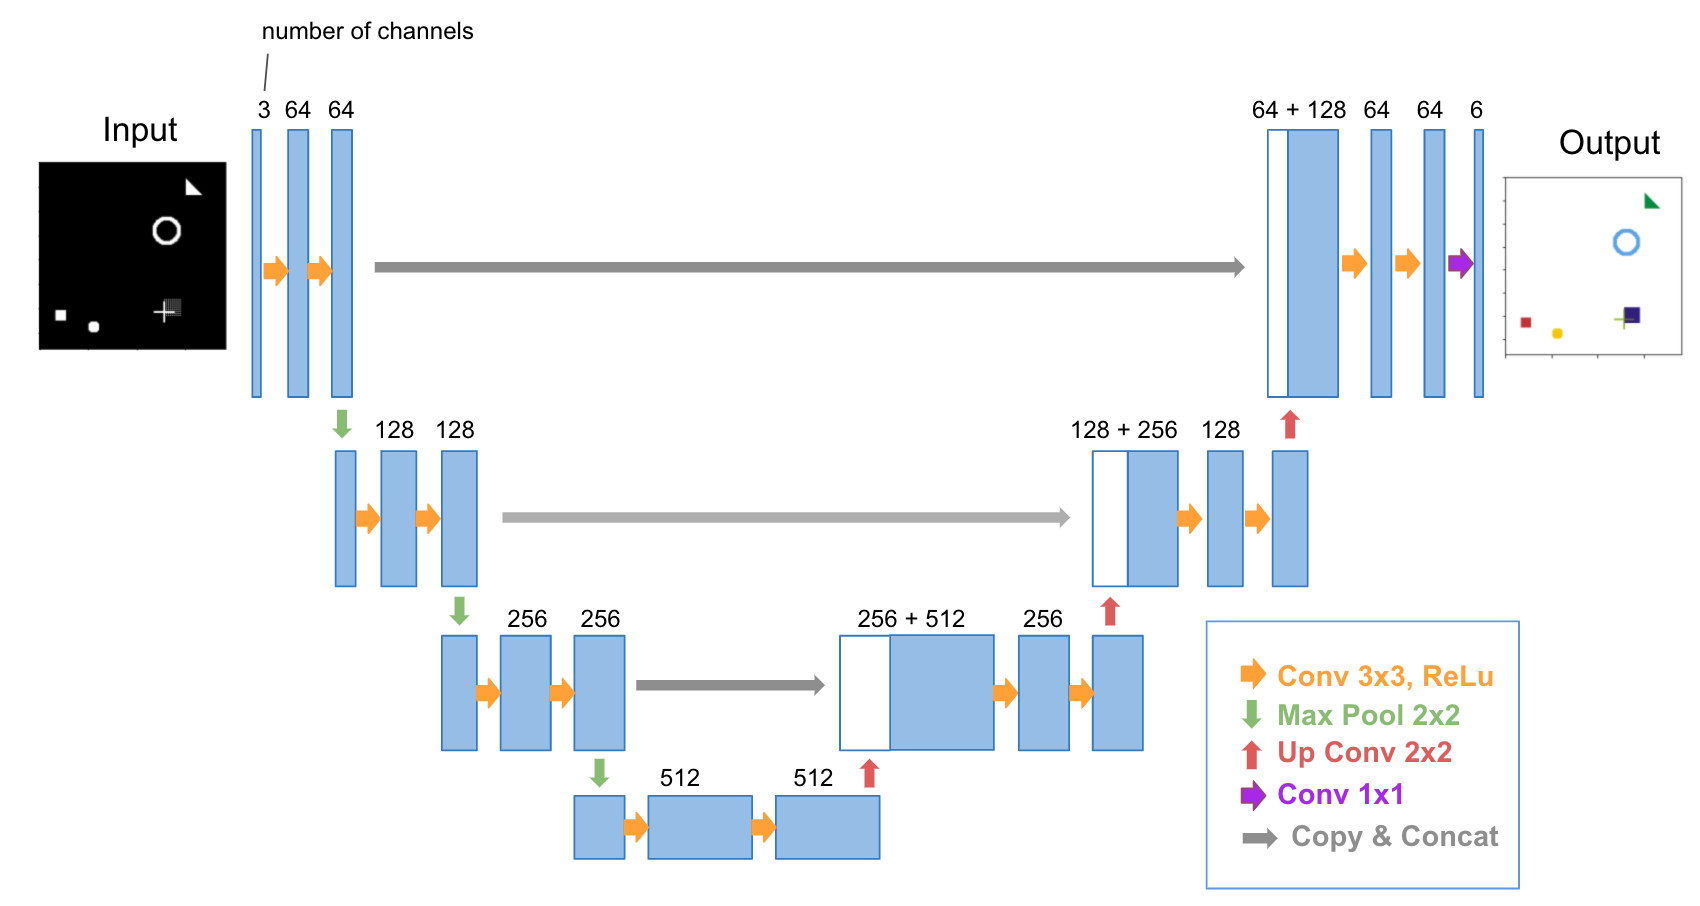 number of channels
3 64 64
64 + 128 64 64 6
Input
Output
128 128
128 + 256 128
256 256
256 + 512 256
512 512
Conv 3x3, ReLu
Max Pool 2x2
Up Conv 2x2
Conv 1x1
Copy & Concat